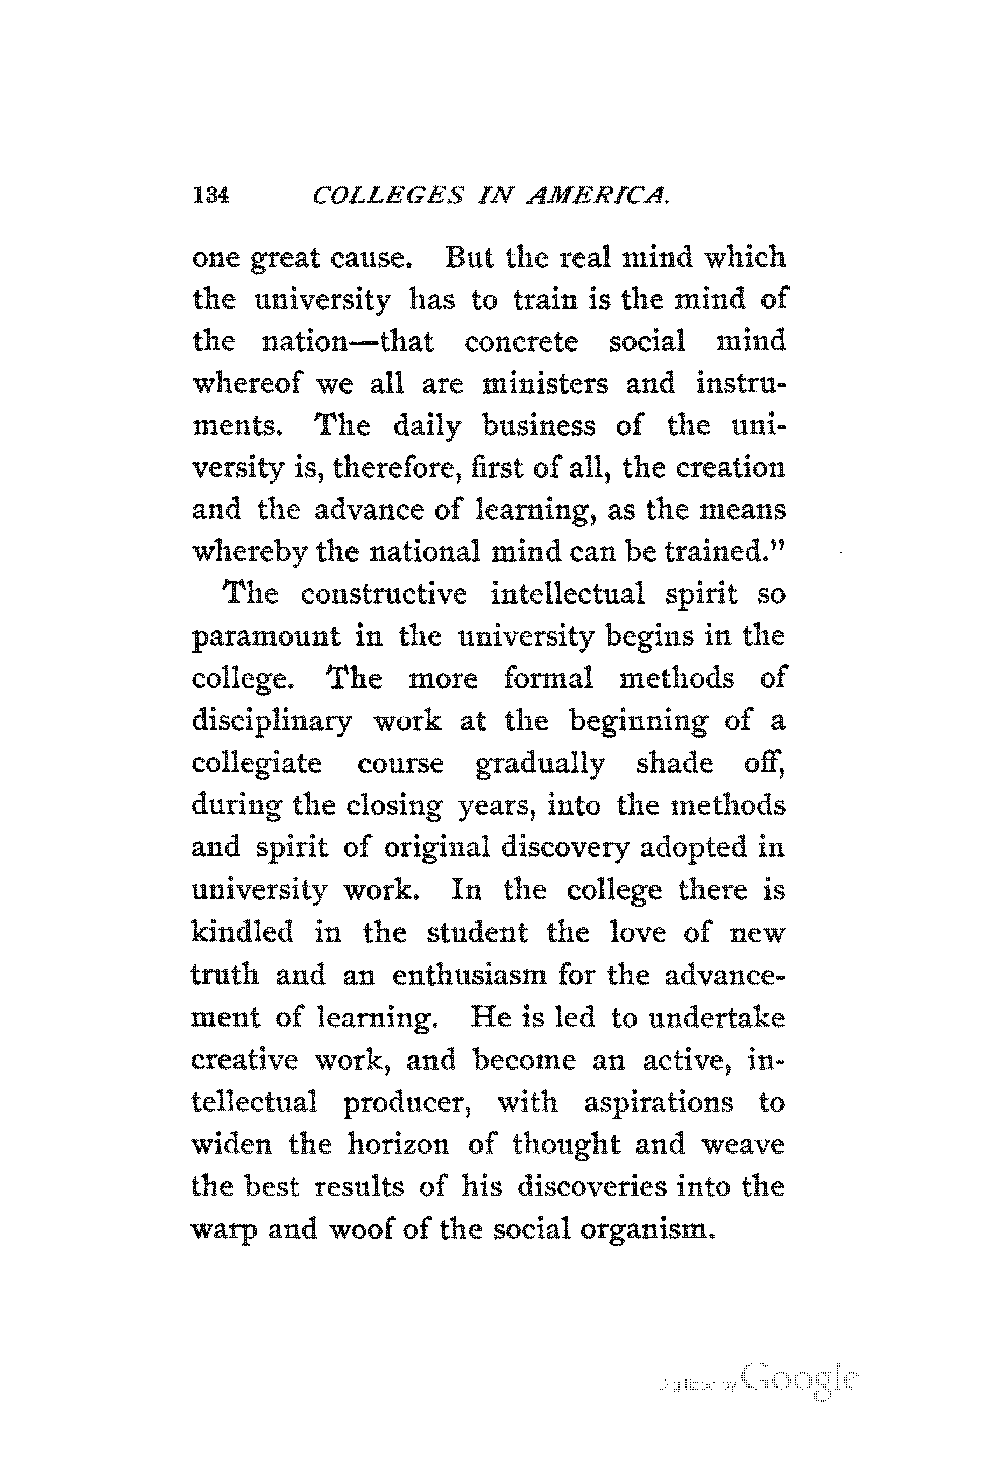 134 COLLEGES IN AMERICA.
one great cause. But the real mind which
the university has to train is the mind of
the nation—that concrete social mind
whereof we all are ministers and instru-
ments. The daily business of the uni-
versity is, therefore, first of all, the creation
and the advance of learning, as the means
whereby the national mind can be trained."
The constructive intellectual spirit so
paramount in the university begins in the
college. The more formal methods of
disciplinary work at the beginning of a
collegiate course gradually shade off,
during the closing years, into the methods
and spirit of original discovery adopted in
university work. In the college there is
kindled in the student the love of new
truth and an enthusiasm for the advance-
ment of learning. He is led to undertake
creative work, and become an active, in-
tellectual producer, with aspirations to
widen the horizon of thought and weave
the best results of his discoveries into the
warp and woof of the social organism.
Digitized by Google